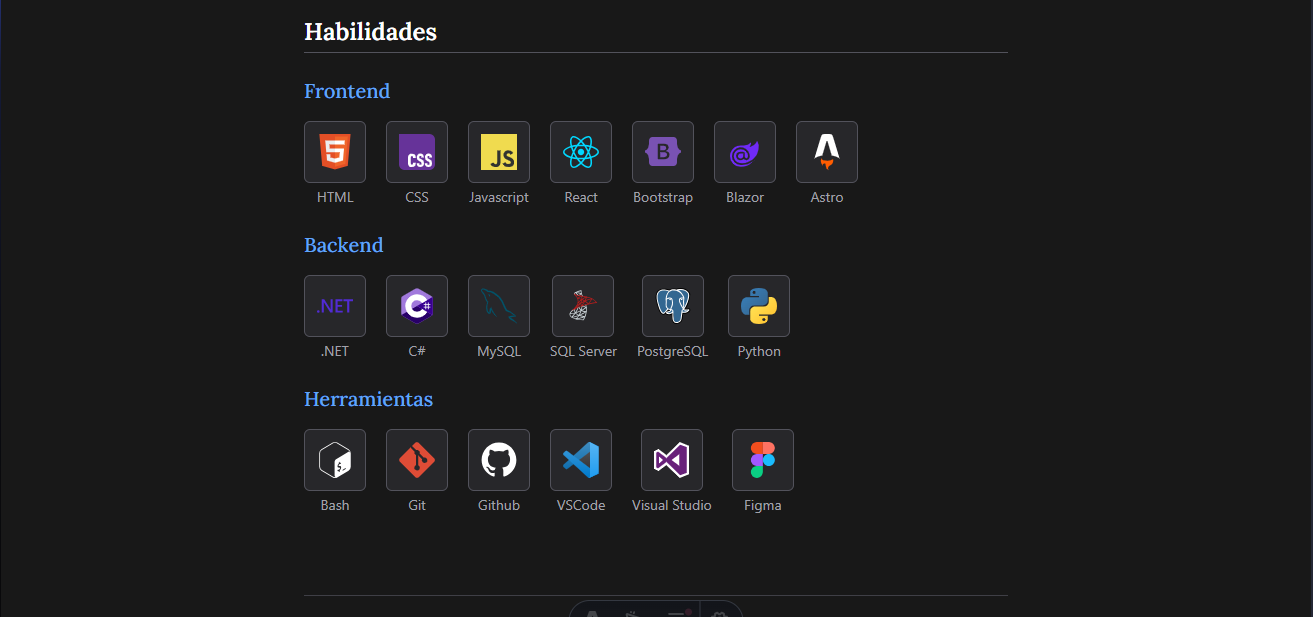 Habilidades
Frontend
5 CSS JS B
HTML CSS Javascript React Bootstrap Blazor Astro
Backend
.NET C#
.NET C# MySQL SQL Server PostgreSQL Python
Herramientas
$_
Bash Git Github VSCode Visual Studio Figma